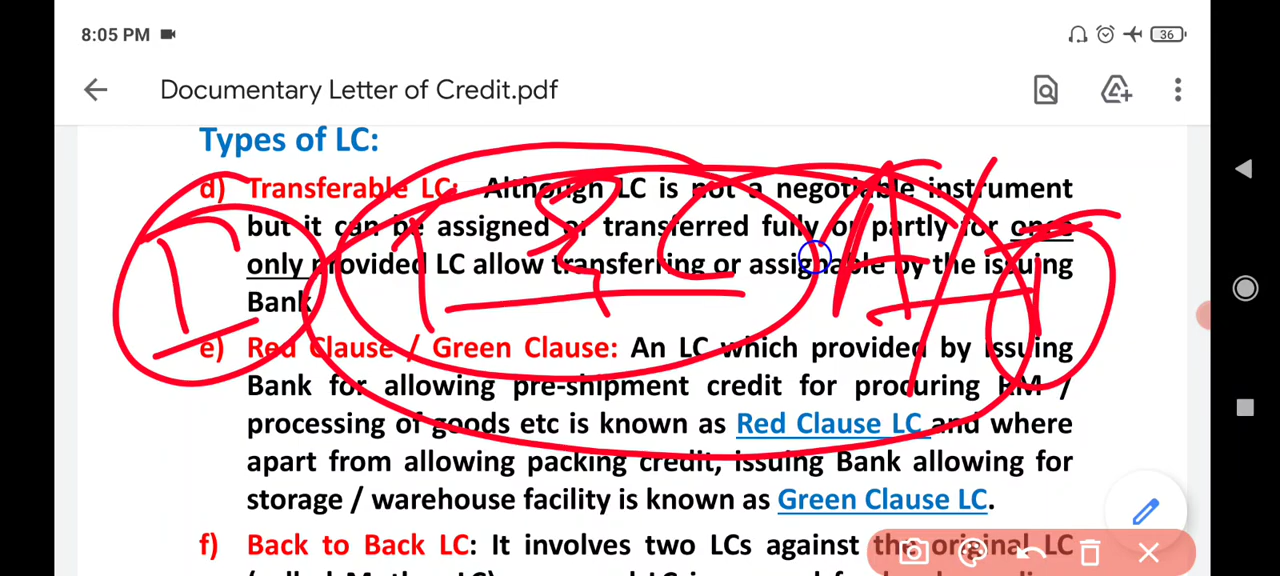 8:05 PM
36
Documentary Letter of Credit.pdf
Types of LC:
d) Transferable LC: Although LC is not a negotiable instrument
but it can be assigned or transferred fully or partly for once
only provided LC allow transferring or assignable by the issuing
Bank
e) Red Clause / Green Clause: An LC which provided by issuing
Bank for allowing pre-shipment credit for procuring RM /
processing of goods etc is known as Red Clause LC and where
apart from allowing packing credit, issuing Bank allowing for
storage / warehouse facility is known as Green Clause LC.
f) Back to Back LC: It involves two LCs against the original LC